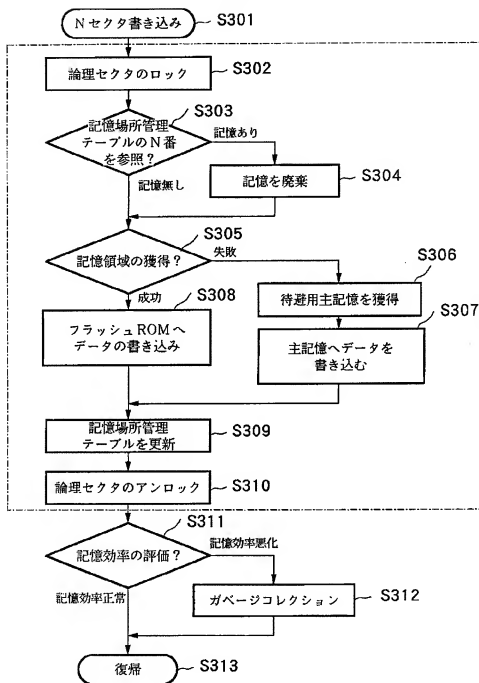 Nセクタ書き込み
S301
論理セクタのロック
S302
S303
記憶場所管理
テーブルのN番
を参照？
記憶あり
記憶を廃棄
S304
記憶無し
S305
記憶領域の獲得？
失敗
S306
成功
S308
待避用主記憶を獲得
S307
フラッシュROMへ
データの書き込み
主記憶へデータを
書き込む
記憶場所管理
テーブルを更新
S309
論理セクタのアンロック
S310
S311
記憶効率の評価？
記憶効率悪化
記憶効率正常
ガベージコレクション
S312
復帰
S313